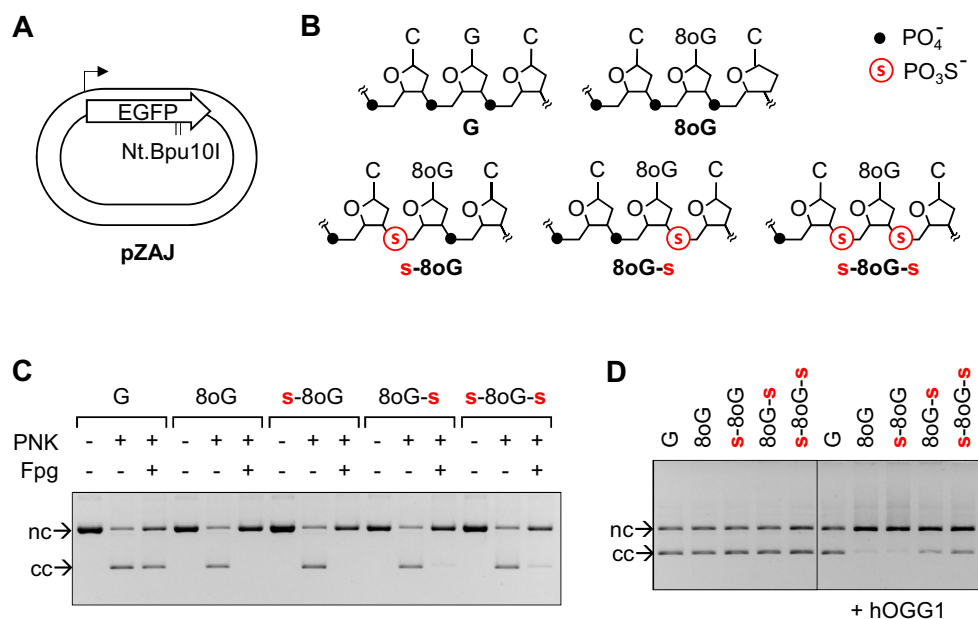 A
EGFP
Nt.Bpu10I
pZAJ
B
C G C
O O O
G
C 8oG C
O O O
8oG
PO₄⁻
S PO₃S⁻
C 8oG C
O O O
S
s-8oG
C 8oG C
O O O
S
8oG-s
C 8oG C
O O O
S S
s-8oG-s
C
G 8oG s-8oG 8oG-s s-8oG-s
PNK - + + - + + - + + - + + - + +
Fpg - - + - - + - - + - - + - - +
nc
cc
D
G 8oG s-8oG 8oG-s s-8oG-s G 8oG s-8oG 8oG-s s-8oG-s
nc
cc
+ hOGG1